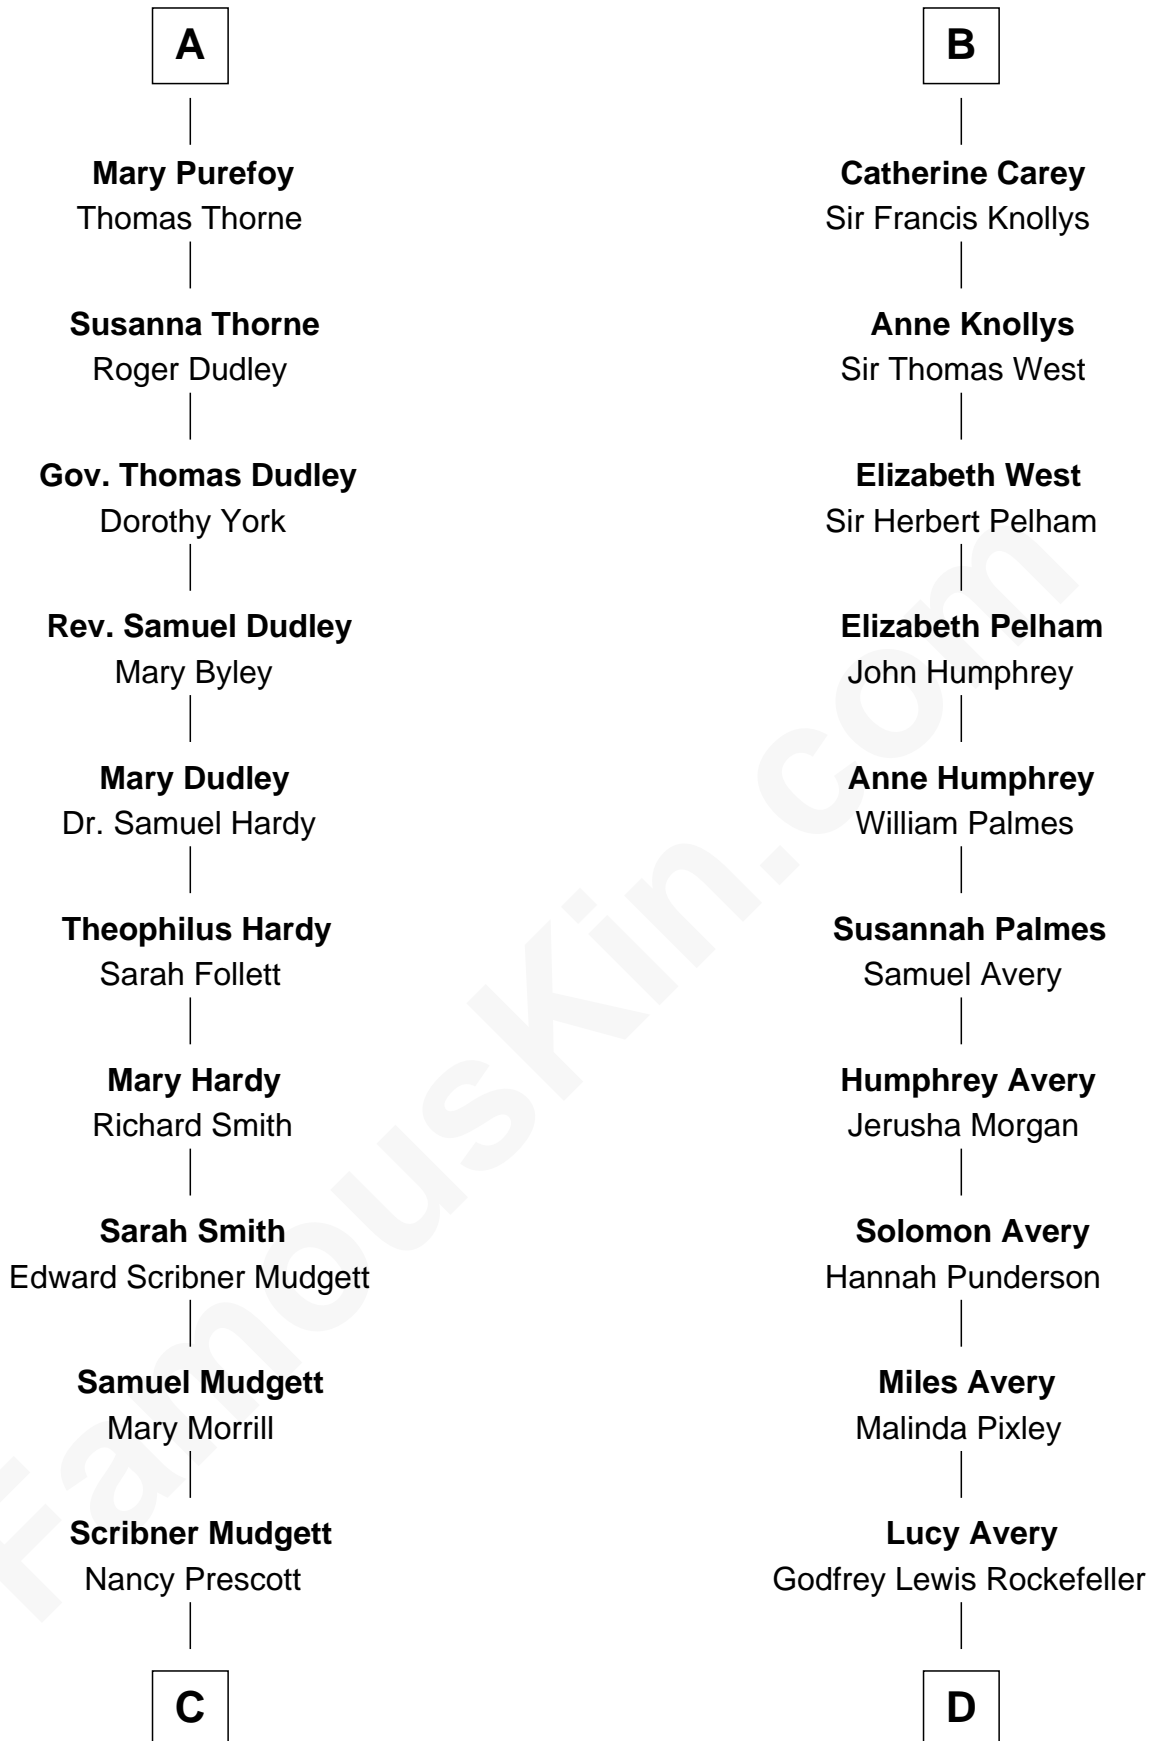 A
Mary Purefoy
Thomas Thorne
Susanna Thorne
Roger Dudley
Gov. Thomas Dudley
Dorothy York
Rev. Samuel Dudley
Mary Byley
Mary Dudley
Dr. Samuel Hardy
Theophilus Hardy
Sarah Follett
Mary Hardy
Richard Smith
Sarah Smith
Edward Scribner Mudgett
Samuel Mudgett
Mary Morrill
Scribner Mudgett
Nancy Prescott
C
B
Catherine Carey
Sir Francis Knollys
Anne Knollys
Sir Thomas West
Elizabeth West
Sir Herbert Pelham
Elizabeth Pelham
John Humphrey
Anne Humphrey
William Palmes
Susannah Palmes
Samuel Avery
Humphrey Avery
Jerusha Morgan
Solomon Avery
Hannah Punderson
Miles Avery
Malinda Pixley
Lucy Avery
Godfrey Lewis Rockefeller
D
FamousKin.com